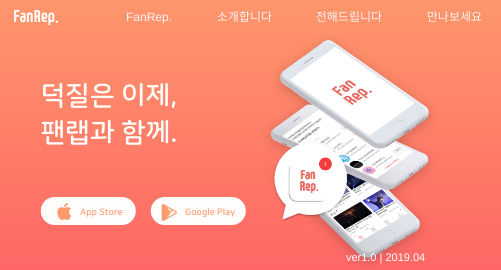 FanRep.
FanRep. 소개합니다 전해드립니다 만나보세요
덕질은 이제,
팬랩과 함께.
App Store
Google Play
Fan
Rep.
Fan
Rep.
1
ver1.0 | 2019.04